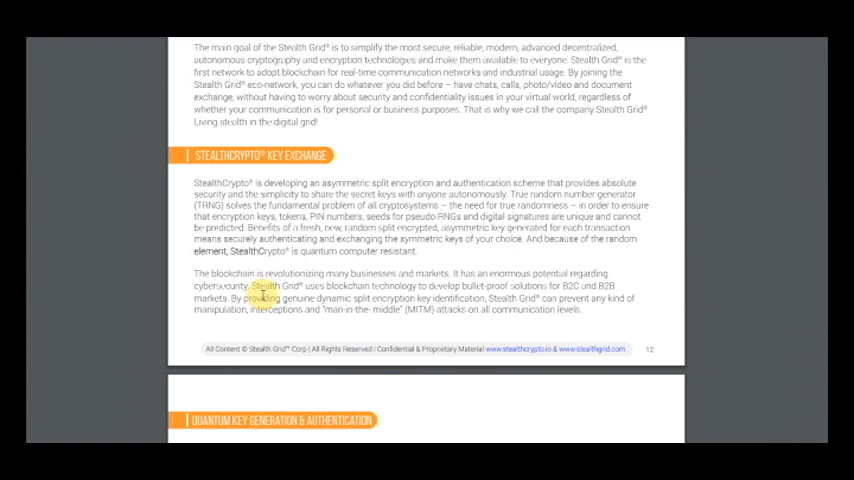 The main goal of the Stealth Grid® is to simplify the most secure, reliable, modern, advanced decentralized,
autonomous cryptography and encryption technologies and make them available to everyone. Stealth Grid® is the
first network to adopt blockchain for real-time communication networks and industrial usage. By joining the
Stealth Grid® eco-network, you can do whatever you did before – have chats, calls, photo/video and document
exchange, without having to worry about security and confidentiality issues in your virtual world, regardless of
whether your communication is for personal or business purposes. That is why we call the company Stealth Grid®
Living stealth in the digital grid!
STEALTHCRYPTO® KEY EXCHANGE
StealthCrypto® is developing an asymmetric split encryption and authentication scheme that provides absolute
security and the simplicity to share the secret keys with anyone autonomously. True random number generator
(TRNG) solves the fundamental problem of all cryptosystems – the need for true randomness – in order to ensure
that encryption keys, tokens, PIN numbers, seeds for pseudo RNGs and digital signatures are unique and cannot
be predicted. Benefits of a fresh, new, random split encrypted, asymmetric key generated for each transaction
means securely authenticating and exchanging the symmetric keys of your choice. And because of the random
element, StealthCrypto® is quantum computer resistant.
The blockchain is revolutionizing many businesses and markets. It has an enormous potential regarding
cybersecurity. Stealth Grid® uses blockchain technology to develop bullet-proof solutions for B2C and B2B
markets. By providing genuine dynamic split encryption key identification, Stealth Grid® can prevent any kind of
manipulation, interceptions and "man-in-the- middle" (MITM) attacks on all communication levels.
All Content © Stealth Grid™ Corp | All Rights Reserved | Confidential & Proprietary Material www.stealthcrypto.io & www.stealthgrid.com 12
QUANTUM KEY GENERATION & AUTHENTICATION